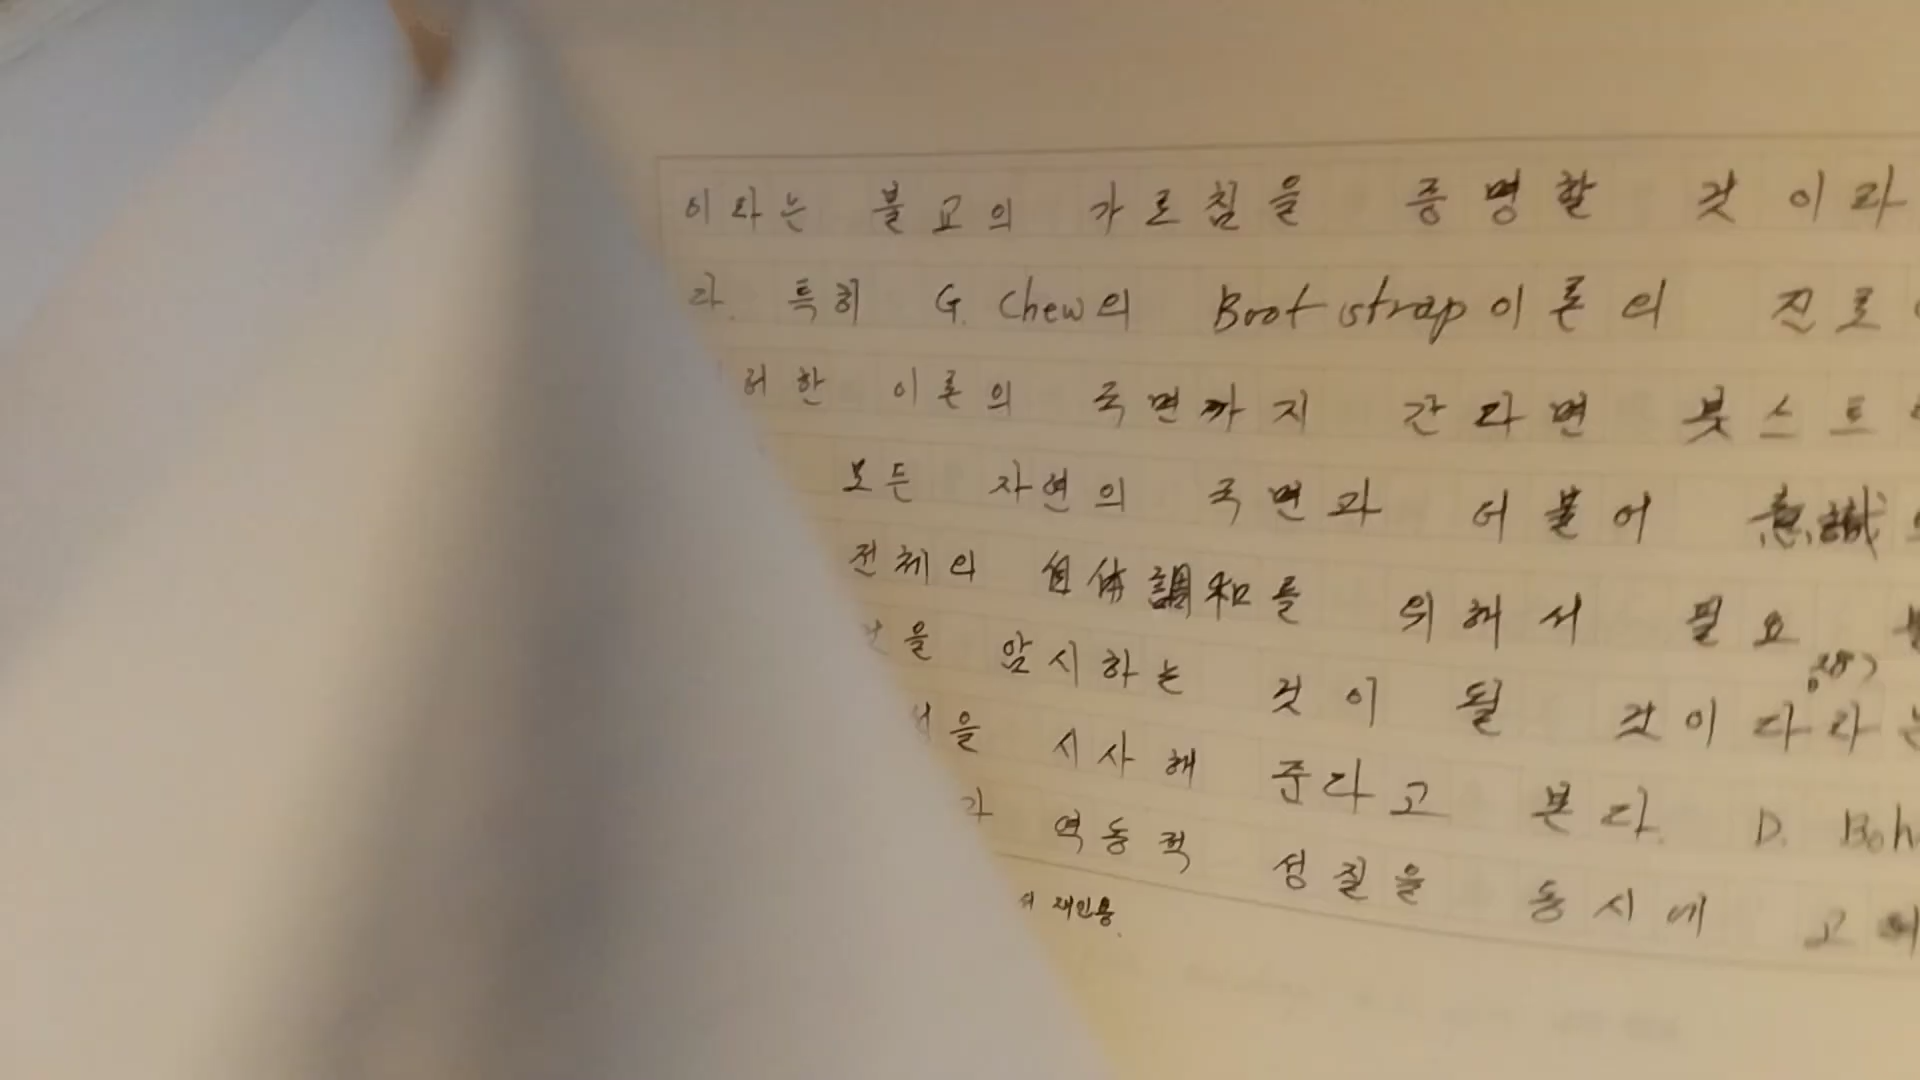 이라는 불교의 가르침을 증명할 것이라
라. 특히 G. Chew의 Bootstrap이론의 진로
러한 이론의 국면까지 간다면 붓스트
모든 자연의 국면과 더불어 意識
전체의 自体調和를 위해서 필요
을 암시하는 것이 될 것이다라는
을 시사해 준다고 본다. D. Boh
역동적 성질을 동시에 고
재인용.